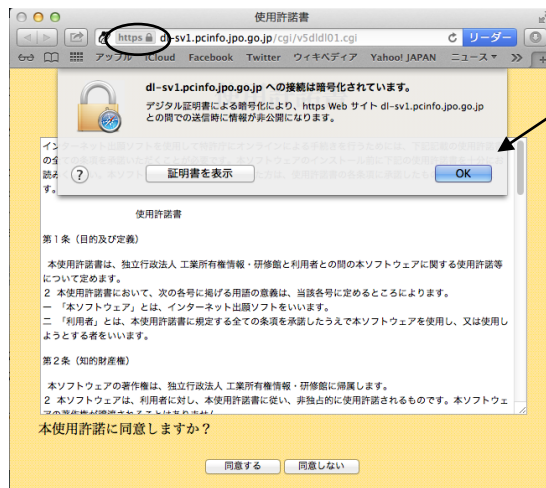 使用許諾書
https dl-sv1.pcinfo.jpo.go.jp/cgi/v5dldl01.cgi リーダー
アップル iCloud Facebook Twitter ウィキペディア Yahoo! JAPAN ニュース
dl-sv1.pcinfo.jpo.go.jp への接続は暗号化されています。
デジタル証明書による暗号化により、https Web サイト dl-sv1.pcinfo.jpo.go.jp
との間での送信時に情報が非公開になります。
? 証明書を表示 OK
す。
使用許諾書
第1条（目的及び定義）
本使用許諾書は、独立行政法人 工業所有権情報・研修館と利用者との間の本ソフトウェアに関する使用許諾等
について定めます。
2 本使用許諾書において、次の各号に掲げる用語の意義は、当該各号に定めるところによります。
一 「本ソフトウェア」とは、インターネット出願ソフトをいいます。
二 「利用者」とは、本使用許諾書に規定する全ての条項を承諾したうえで本ソフトウェアを使用し、又は使用し
ようとする者をいいます。
第2条（知的財産権）
本ソフトウェアの著作権は、独立行政法人 工業所有権情報・研修館に帰属します。
2 本ソフトウェアは、利用者に対し、本使用許諾書に従い、非独占的に使用許諾されるものです。本ソフトウェ
アの著作権が譲渡されることはありません
本使用許諾に同意しますか？
同意する 同意しない